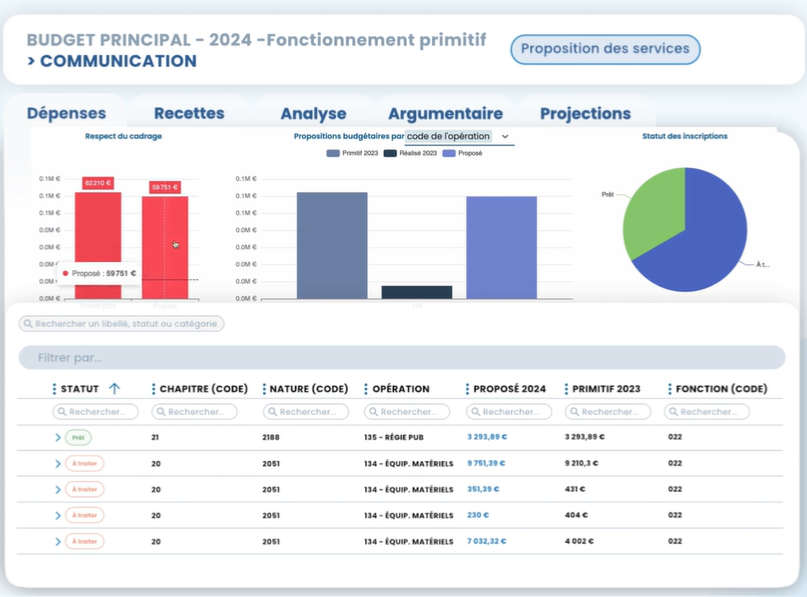 BUDGET PRINCIPAL - 2024 -Fonctionnement primitif
> COMMUNICATION
Proposition des services
Dépenses Recettes Analyse Argumentaire Projections
Respect du cadrage
Propositions budgétaires par code de l'opération
Statut des inscriptions
Primitif 2023 Réalisé 2023 Proposé
62210 €
59751 €
0.1M € 0.1M €
0.1M € 0.1M €
0.1M € 0.1M €
0.0M € 0.0M €
0.0M € 0.0M €
0.0M € 0.0M €
0.0M € 0.0M €
0.0M € 0.0M €
Proposé : 59751 €
Prêt
À t...
Rechercher un libellé, statut ou catégorie
Filtrer par...
STATUT CHAPITRE (CODE) NATURE (CODE) OPÉRATION PROPOSÉ 2024 PRIMITIF 2023 FONCTION (CODE)
Rechercher... Rechercher... Rechercher... Rechercher... Rechercher... Rechercher... Rechercher...
Prêt 21 2188 135 - RÉGIE PUB 3 293,89 € 3 293,89 € 022
À traiter 20 2051 134 - ÉQUIP. MATÉRIELS 9 751,39 € 9 210,3 € 022
À traiter 20 2051 134 - ÉQUIP. MATÉRIELS 351,39 € 431 € 022
À traiter 20 2051 134 - ÉQUIP. MATÉRIELS 230 € 404 € 022
À traiter 20 2051 134 - ÉQUIP. MATÉRIELS 7 032,32 € 4 002 € 022